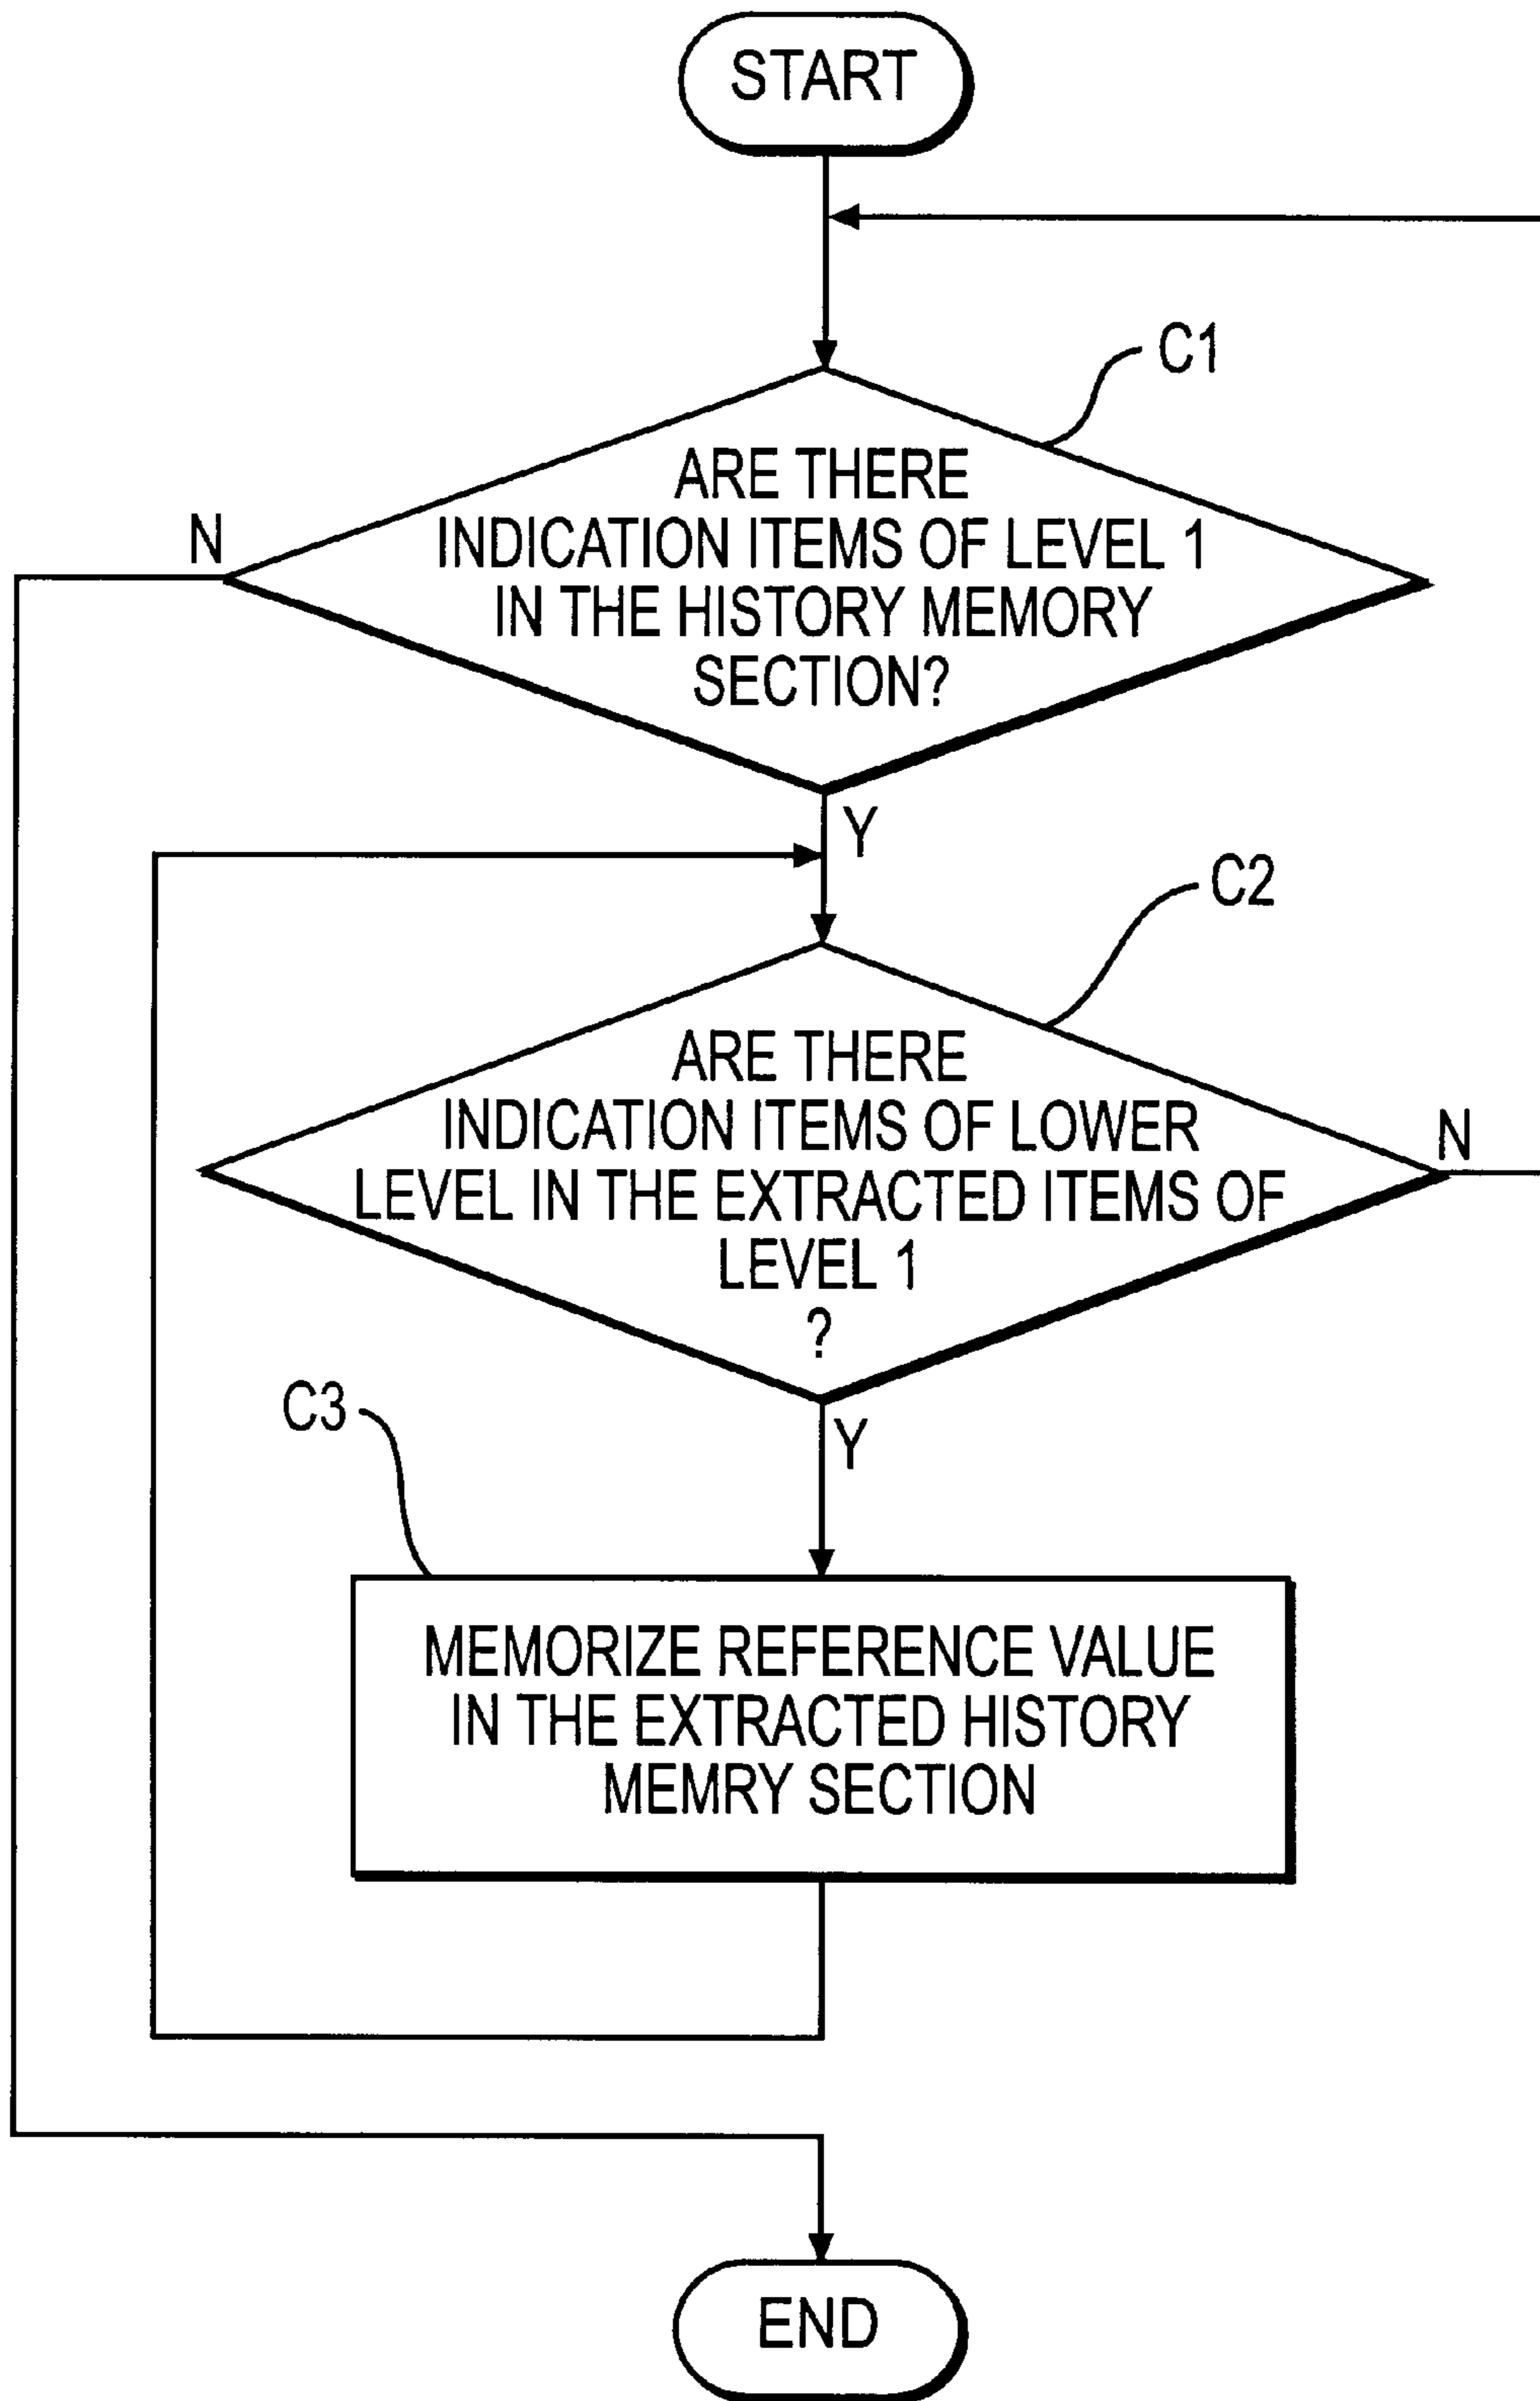 START
C1
ARE THERE
INDICATION ITEMS OF LEVEL 1
IN THE HISTORY MEMORY
SECTION?
N
Y
C2
ARE THERE
INDICATION ITEMS OF LOWER
LEVEL IN THE EXTRACTED ITEMS OF
LEVEL 1
?
N
Y
C3
MEMORIZE REFERENCE VALUE
IN THE EXTRACTED HISTORY
MEMRY SECTION
END